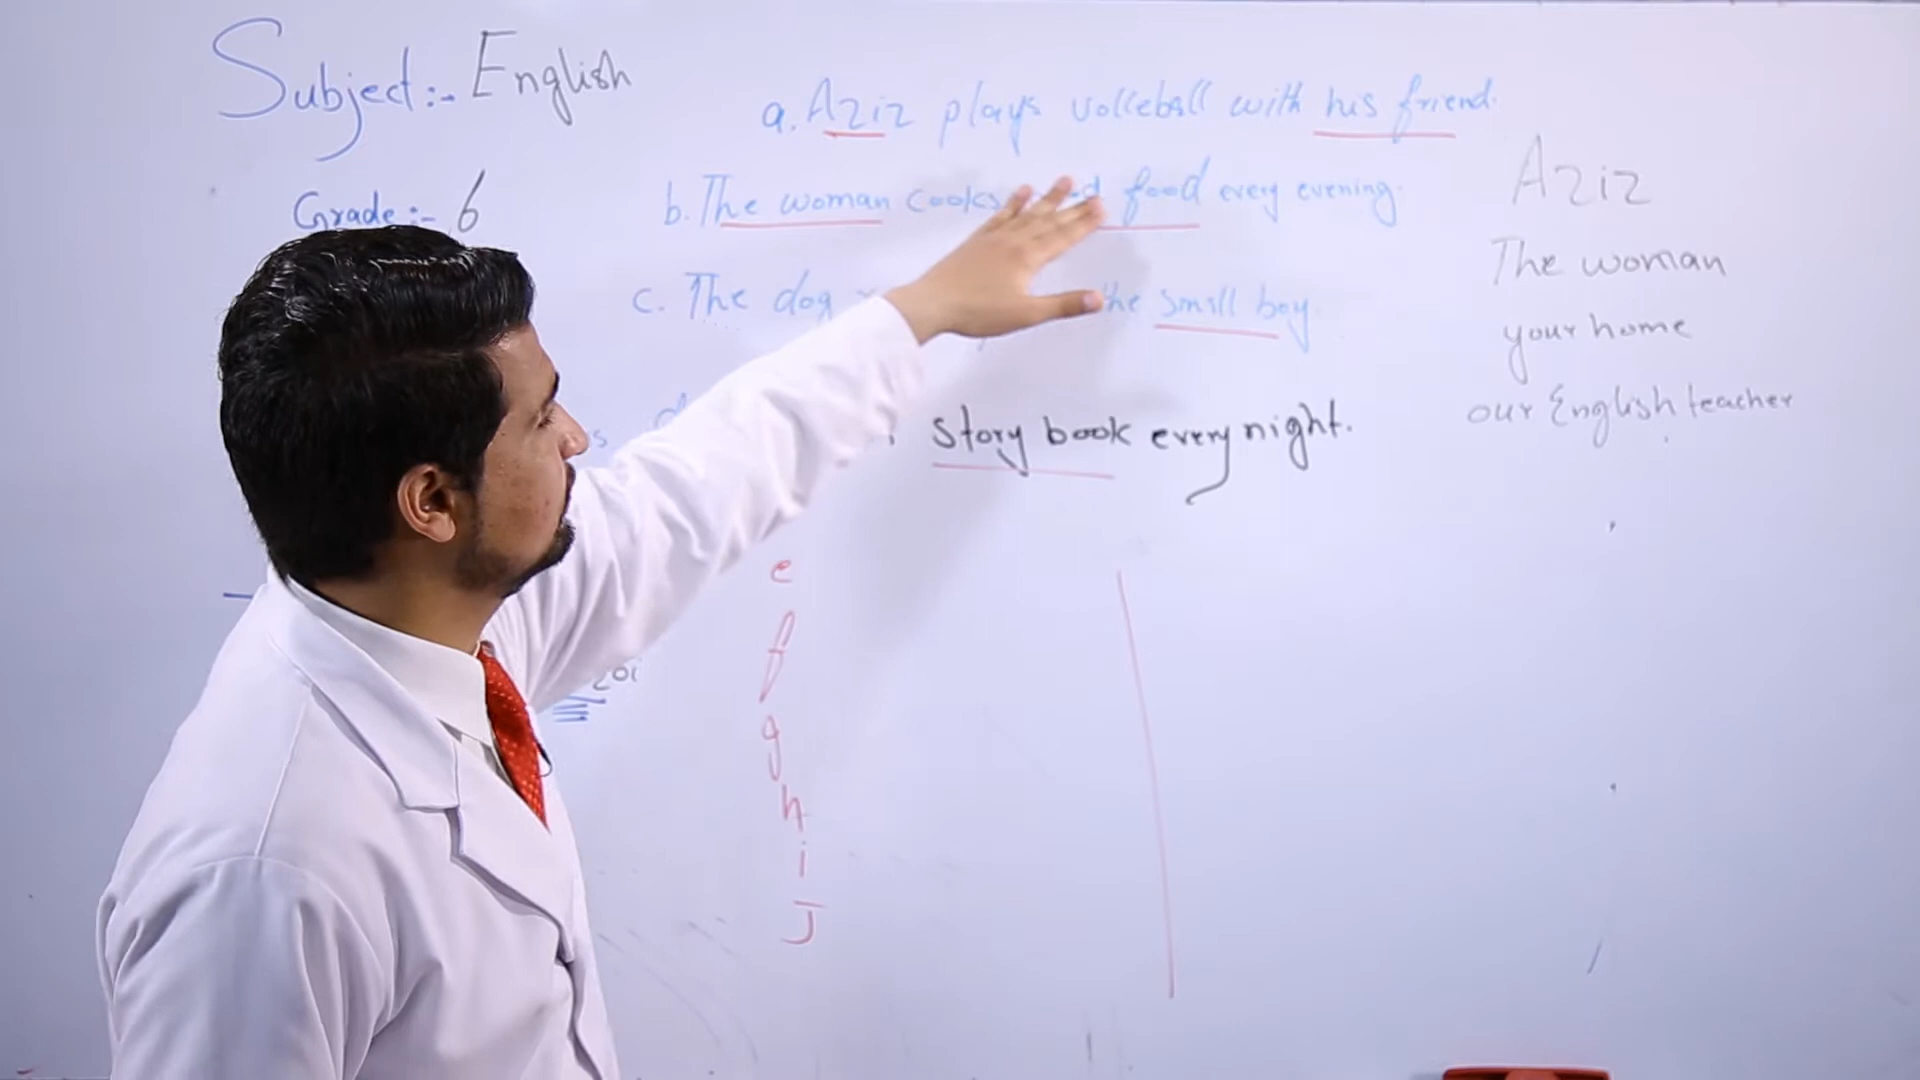 Subject:- English
Grade:- 6
a. Aziz plays volleball with his friend.
b. The woman cooks food every evening.
c. The dog the small boy
story book every night.
Aziz
The woman
your home
our English teacher
e
f
g
h
i
J